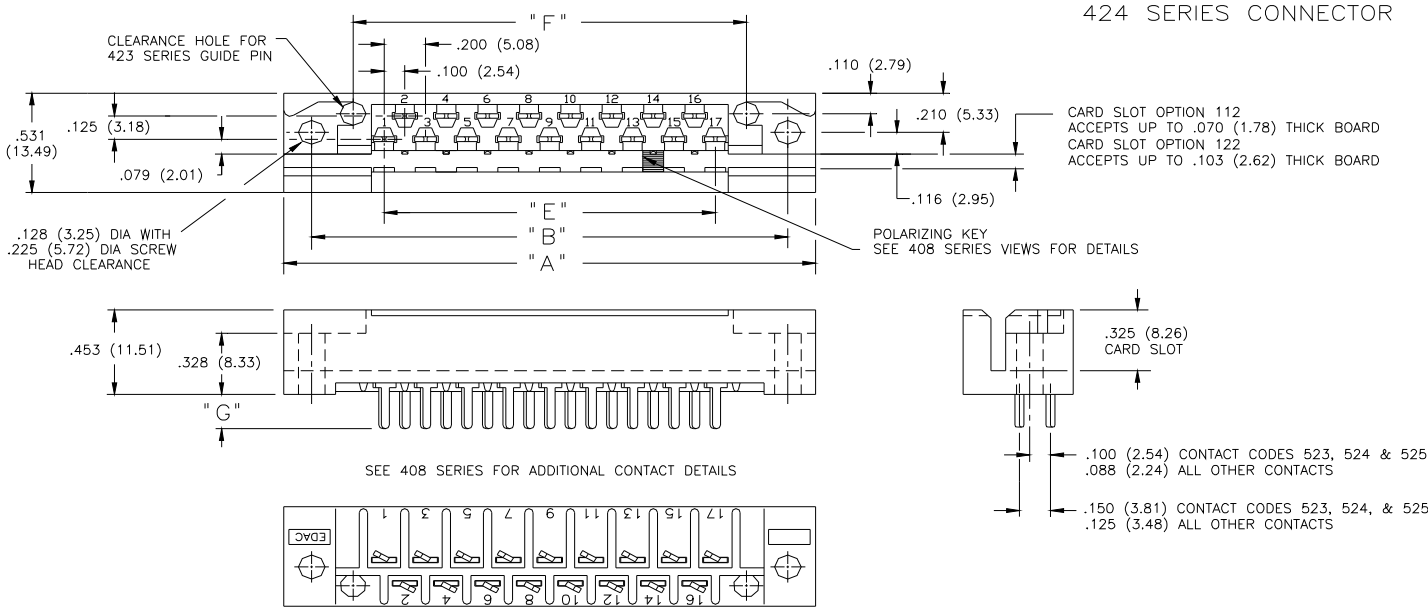 424 SERIES CONNECTOR
"F"
CLEARANCE HOLE FOR
423 SERIES GUIDE PIN
.200 (5.08)
.100 (2.54)
.110 (2.79)
2 4 6 8 10 12 14 16
1 3 5 7 9 11 13 15 17
.531
(13.49)
.125 (3.18)
.079 (2.01)
.210 (5.33)
CARD SLOT OPTION 112
ACCEPTS UP TO .070 (1.78) THICK BOARD
CARD SLOT OPTION 122
ACCEPTS UP TO .103 (2.62) THICK BOARD
.116 (2.95)
"E"
"B"
"A"
.128 (3.25) DIA WITH
.225 (5.72) DIA SCREW
HEAD CLEARANCE
POLARIZING KEY
SEE 408 SERIES VIEWS FOR DETAILS
.453 (11.51)
.328 (8.33)
"G"
.325 (8.26)
CARD SLOT
SEE 408 SERIES FOR ADDITIONAL CONTACT DETAILS
.100 (2.54) CONTACT CODES 523, 524 & 525
.088 (2.24) ALL OTHER CONTACTS
.150 (3.81) CONTACT CODES 523, 524, & 525
.125 (3.48) ALL OTHER CONTACTS
1 3 5 7 9 11 13 15 17
EDAC
2 4 6 8 10 12 14 16